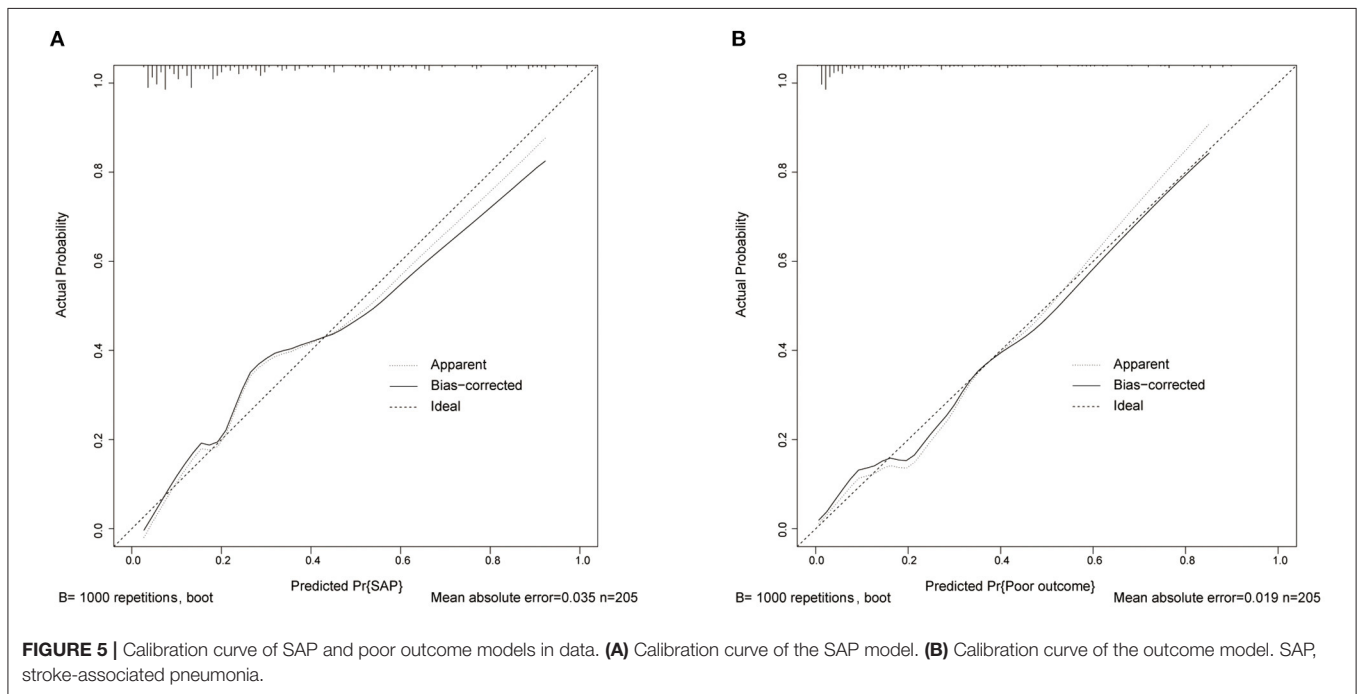 A
1.0
0.8
0.6
0.4
0.2
0.0
Actual Probability
Apparent
Bias−corrected
Ideal
0.0 0.2 0.4 0.6 0.8 1.0
Predicted Pr{SAP}
B= 1000 repetitions, boot Mean absolute error=0.035 n=205
B
1.0
0.8
0.6
0.4
0.2
0.0
Actual Probability
Apparent
Bias−corrected
Ideal
0.0 0.2 0.4 0.6 0.8 1.0
Predicted Pr{Poor outcome}
B= 1000 repetitions, boot Mean absolute error=0.019 n=205
FIGURE 5 | Calibration curve of SAP and poor outcome models in data. (A) Calibration curve of the SAP model. (B) Calibration curve of the outcome model. SAP,
stroke-associated pneumonia.